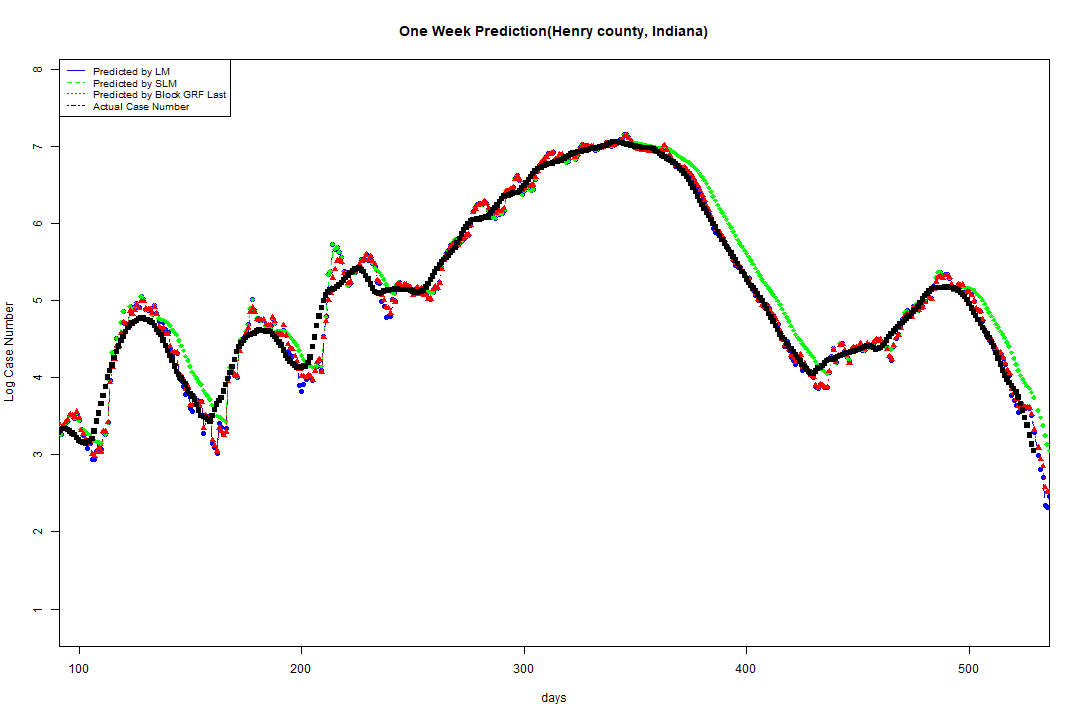 One Week Prediction(Henry county, Indiana)
Predicted by LM
Predicted by SLM
Predicted by Block GRF Last
Actual Case Number
8
7
6
5
4
3
2
1
Log Case Number
100 200 300 400 500
days